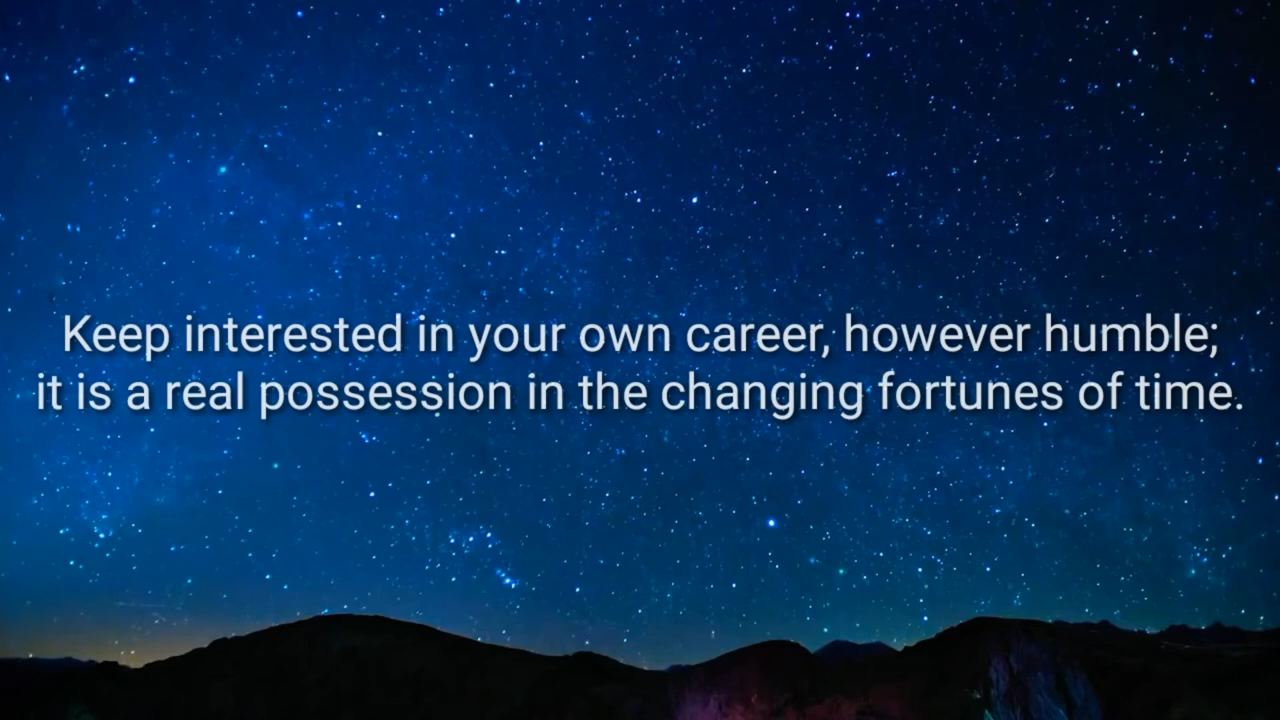 Keep interested in your own career, however humble;
it is a real possession in the changing fortunes of time.